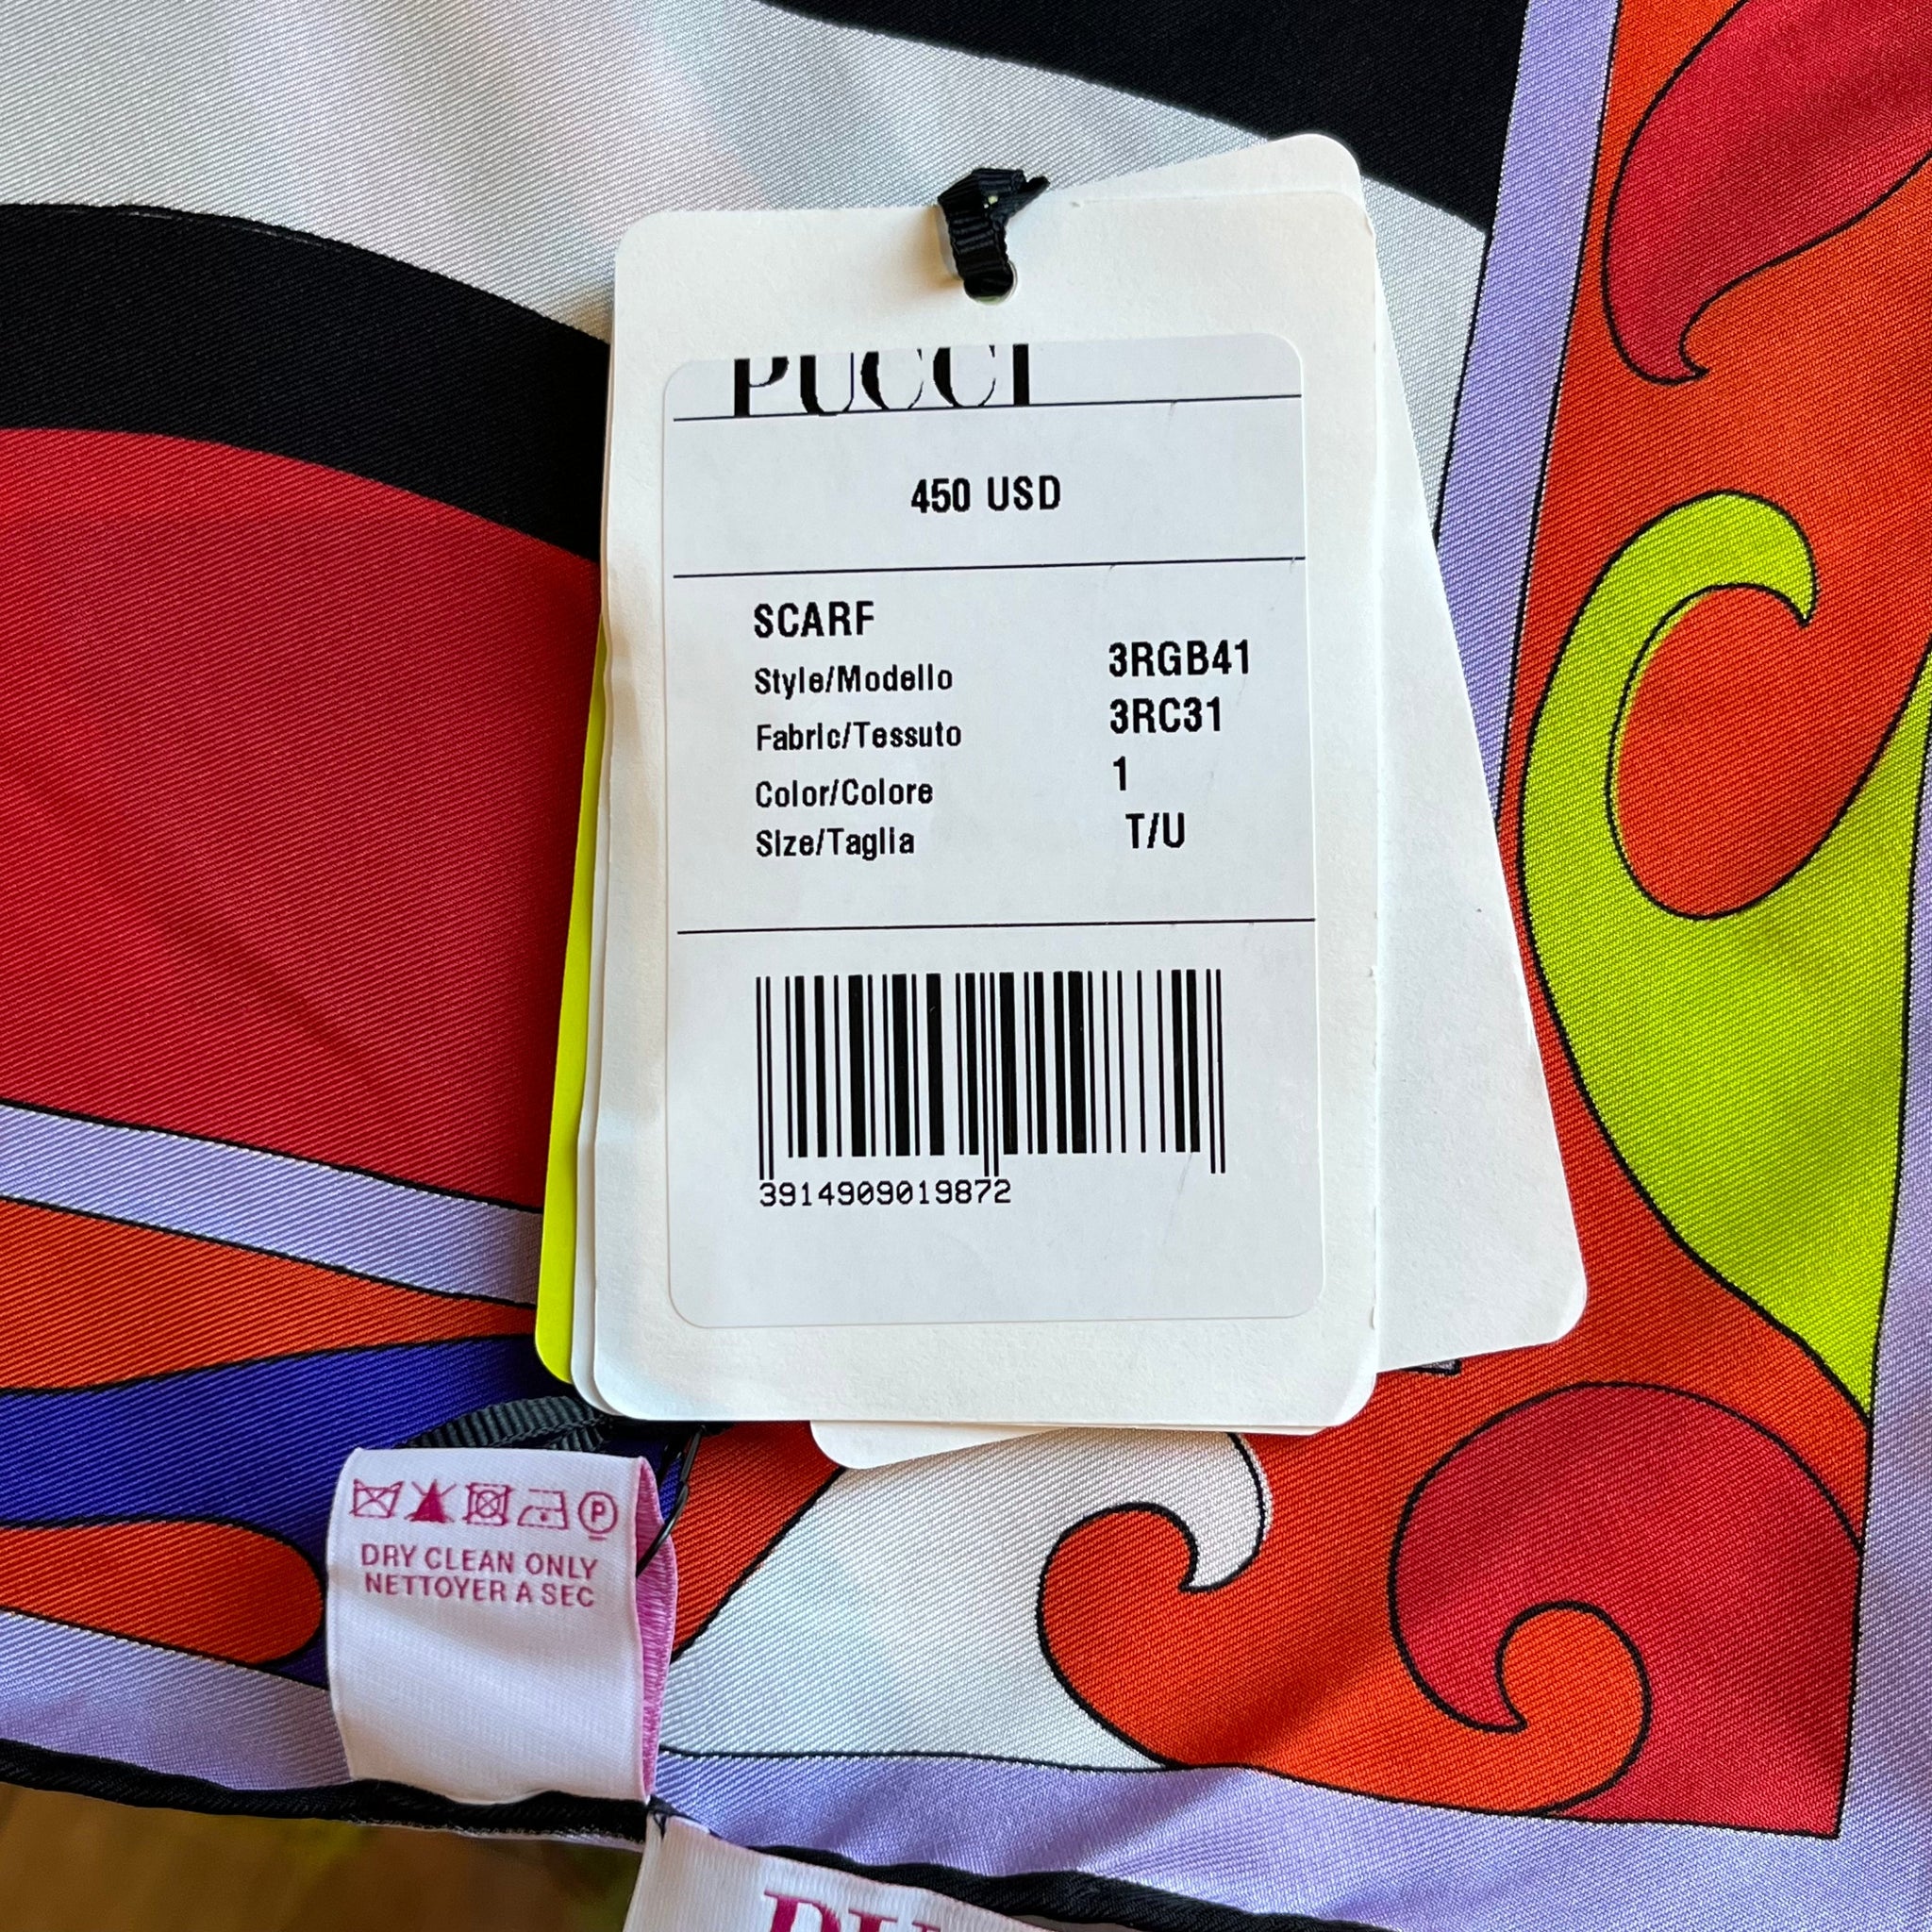 PUCCI
450 USD
SCARF
Style/Modello 3RGB41
Fabric/Tessuto 3RC31
Color/Colore 1
Size/Taglia T/U
3914909019872
P
DRY CLEAN ONLY
NETTOYER A SEC